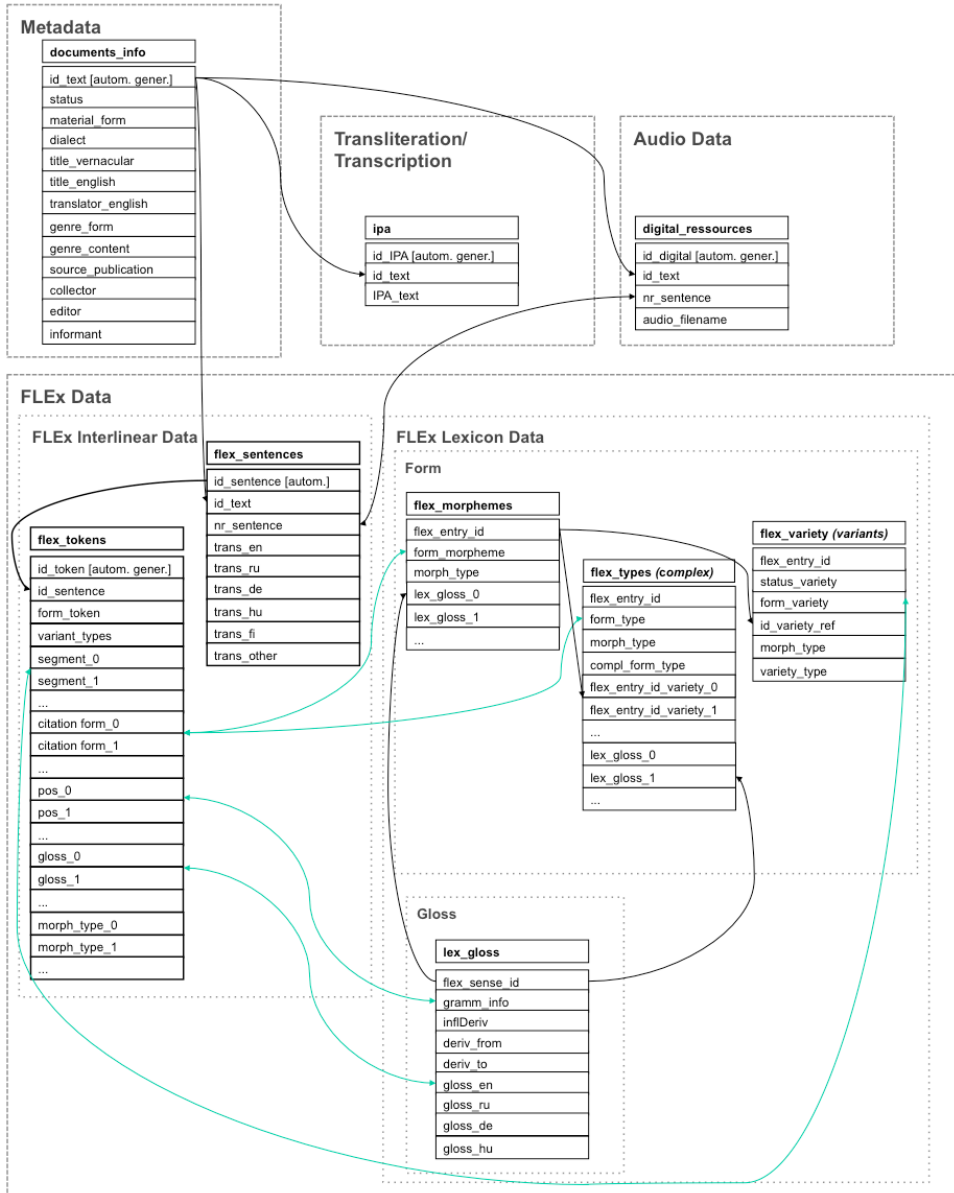 Metadata
documents_info
id_text [autom. gener.]
status
material_form
dialect
title_vernacular
title_english
translator_english
genre_form
genre_content
source_publication
collector
editor
informant
Transliteration/
Transcription
ipa
id_IPA [autom. gener.]
id_text
IPA_text
Audio Data
digital_ressources
id_digital [autom. gener.]
id_text
nr_sentence
audio_filename
FLEx Data
FLEx Interlinear Data
flex_sentences
id_sentence [autom.]
id_text
nr_sentence
trans_en
trans_ru
trans_de
trans_hu
trans_fi
trans_other
flex_tokens
id_token [autom. gener.]
id_sentence
form_token
variant_types
segment_0
segment_1
...
citation form_0
citation form_1
...
pos_0
pos_1
...
gloss_0
gloss_1
...
morph_type_0
morph_type_1
...
FLEx Lexicon Data
Form
flex_morphemes
flex_entry_id
form_morpheme
morph_type
lex_gloss_0
lex_gloss_1
...
flex_types (complex)
flex_entry_id
form_type
morph_type
compl_form_type
flex_entry_id_variety_0
flex_entry_id_variety_1
...
lex_gloss_0
lex_gloss_1
...
flex_variety (variants)
flex_entry_id
status_variety
form_variety
id_variety_ref
morph_type
variety_type
Gloss
lex_gloss
flex_sense_id
gramm_info
inflDeriv
deriv_from
deriv_to
gloss_en
gloss_ru
gloss_de
gloss_hu